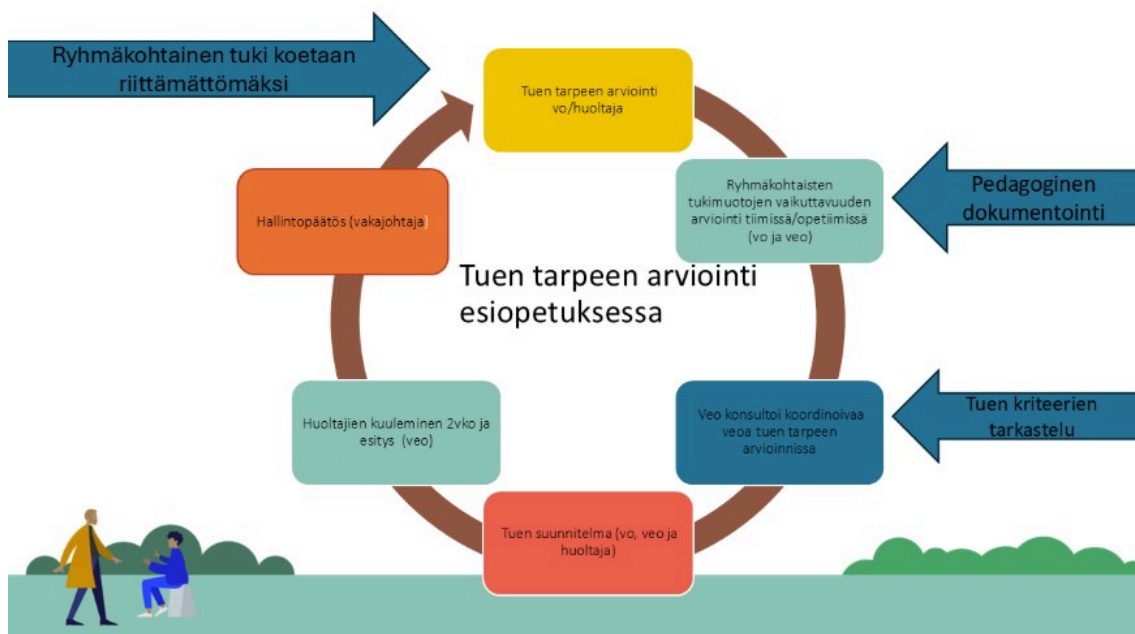 Ryhmäkohtainen tuki koetaan
riittämättömäksi
Tuen tarpeen arviointi
vo/huoltaja
Ryhmäkohtaisten
tukimuotojen vaikuttavuuden
arviointi tiimissä/opetiimissä
(vo ja veo)
Pedagoginen
dokumentointi
Hallintopäätös (vakajohtaja)
Tuen tarpeen arviointi
esiopetuksessa
Huoltajien kuuleminen 2vko ja
esitys (veo)
Veo konsultoi koordinoivaa
veoa tuen tarpeen
arvioinnissa
Tuen kriteerien
tarkastelu
Tuen suunnitelma (vo, veo ja
huoltaja)